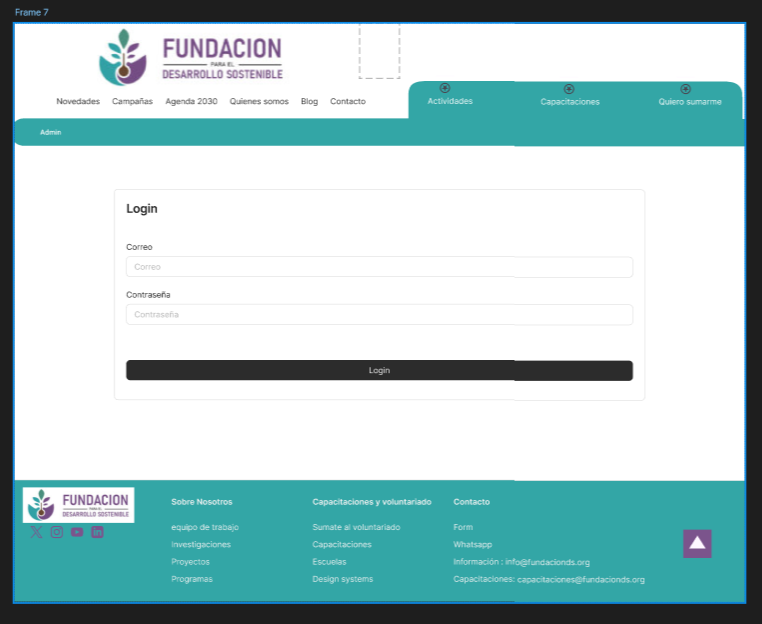 Frame 7
FUNDACION
PARA EL
DESARROLLO SOSTENIBLE
Novedades Campañas Agenda 2030 Quienes somos Blog Contacto
Actividades Capacitaciones Quiero sumarme
Admin
Login
Correo
Correo
Contraseña
Contraseña
Login
FUNDACION
PARA EL
DESARROLLO SOSTENIBLE
Sobre Nosotros
equipo de trabajo
Investigaciones
Proyectos
Programas
Capacitaciones y voluntariado
Sumate al voluntariado
Capacitaciones
Escuelas
Design systems
Contacto
Form
Whatsapp
Información : info@fundacionds.org
Capacitaciones: capacitaciones@fundacionds.org